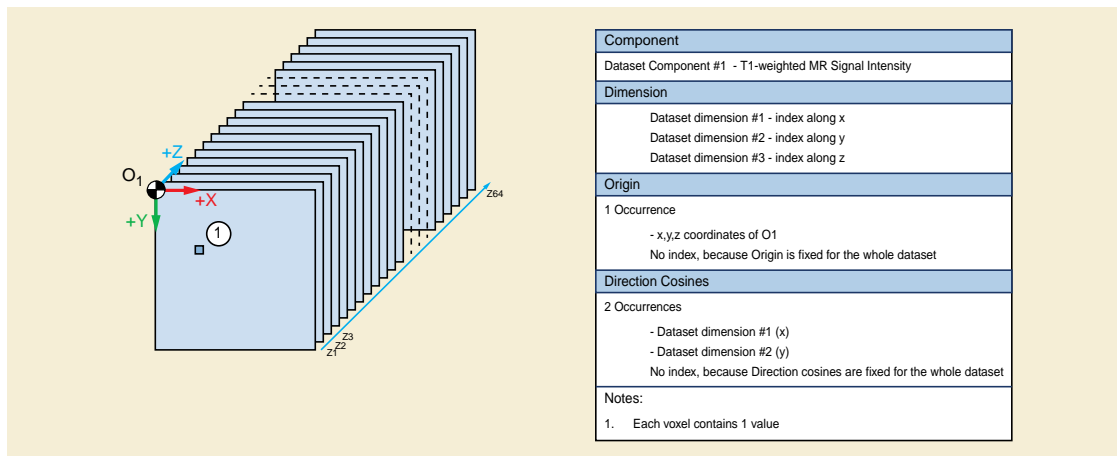 +Z
O1
+X
+Y
1
Z64
Z3
Z2
Z1
Component
Dataset Component #1 - T1-weighted MR Signal Intensity
Dimension
Dataset dimension #1 - index along x
Dataset dimension #2 - index along y
Dataset dimension #3 - index along z
Origin
1 Occurrence
- x,y,z coordinates of O1
No index, because Origin is fixed for the whole dataset
Direction Cosines
2 Occurrences
- Dataset dimension #1 (x)
- Dataset dimension #2 (y)
No index, because Direction cosines are fixed for the whole dataset
Notes:
1. Each voxel contains 1 value